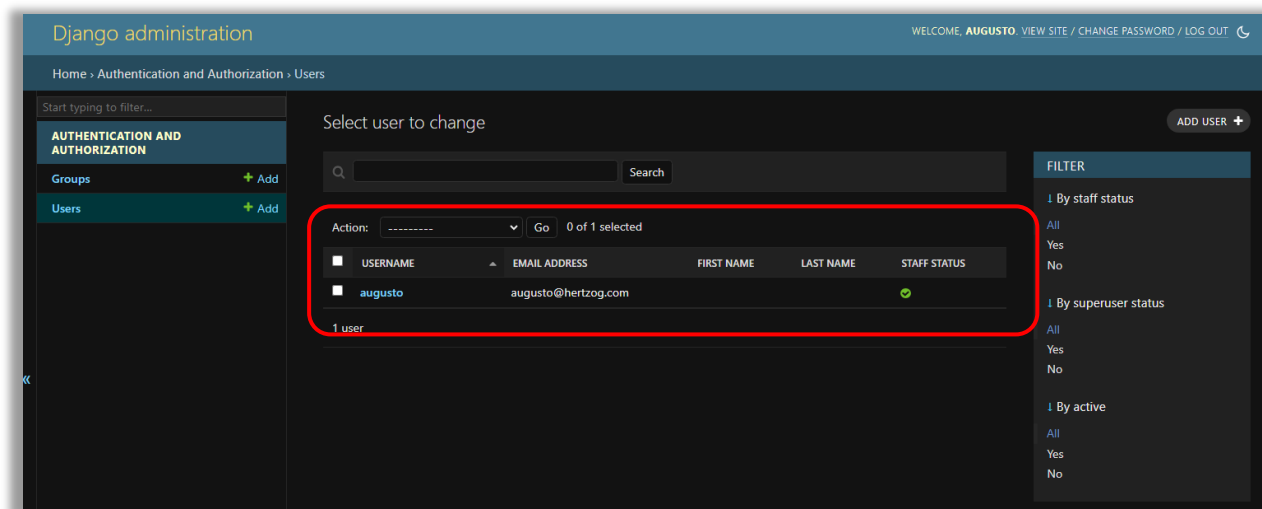 Django administration
WELCOME, AUGUSTO. VIEW SITE / CHANGE PASSWORD / LOG OUT
Home › Authentication and Authorization › Users
Start typing to filter...
AUTHENTICATION AND
AUTHORIZATION
Groups + Add
Users + Add
«
Select user to change
ADD USER +
Search
Action: --------- Go 0 of 1 selected
USERNAME EMAIL ADDRESS FIRST NAME LAST NAME STAFF STATUS
augusto augusto@hertzog.com
1 user
FILTER
↓ By staff status
All
Yes
No
↓ By superuser status
All
Yes
No
↓ By active
All
Yes
No